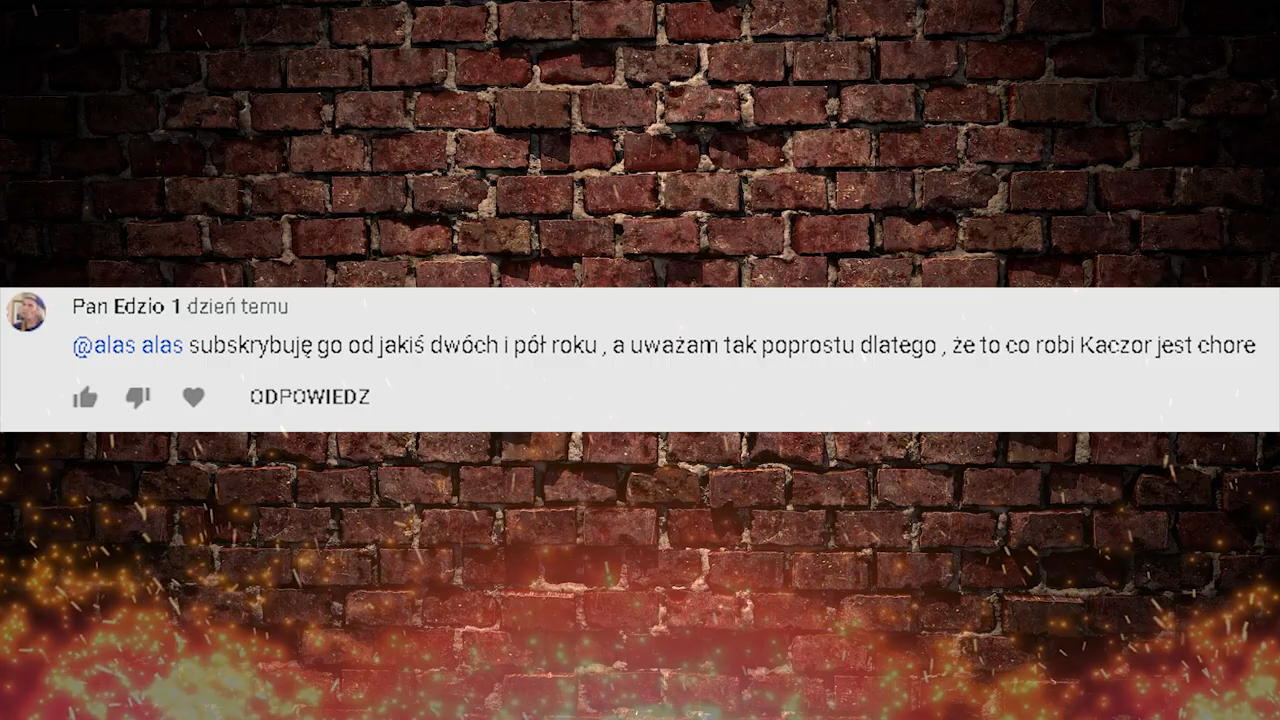 Pan Edzio 1 dzień temu
@alas alas subskrybuję go od jakiś dwóch i pół roku , a uważam tak poprostu dlatego , że to co robi Kaczor jest chore
ODPOWIEDZ